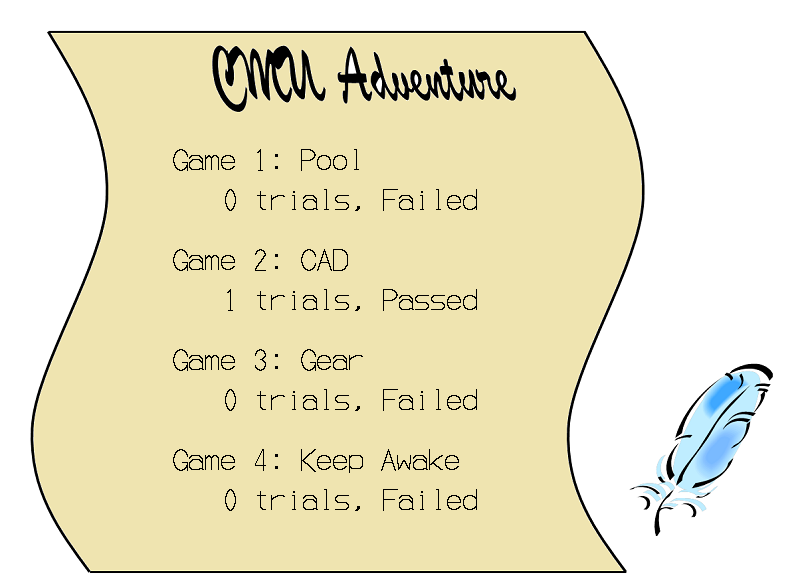 CMU Adventure
Game 1: Pool
0 trials, Failed
Game 2: CAD
1 trials, Passed
Game 3: Gear
0 trials, Failed
Game 4: Keep Awake
0 trials, Failed